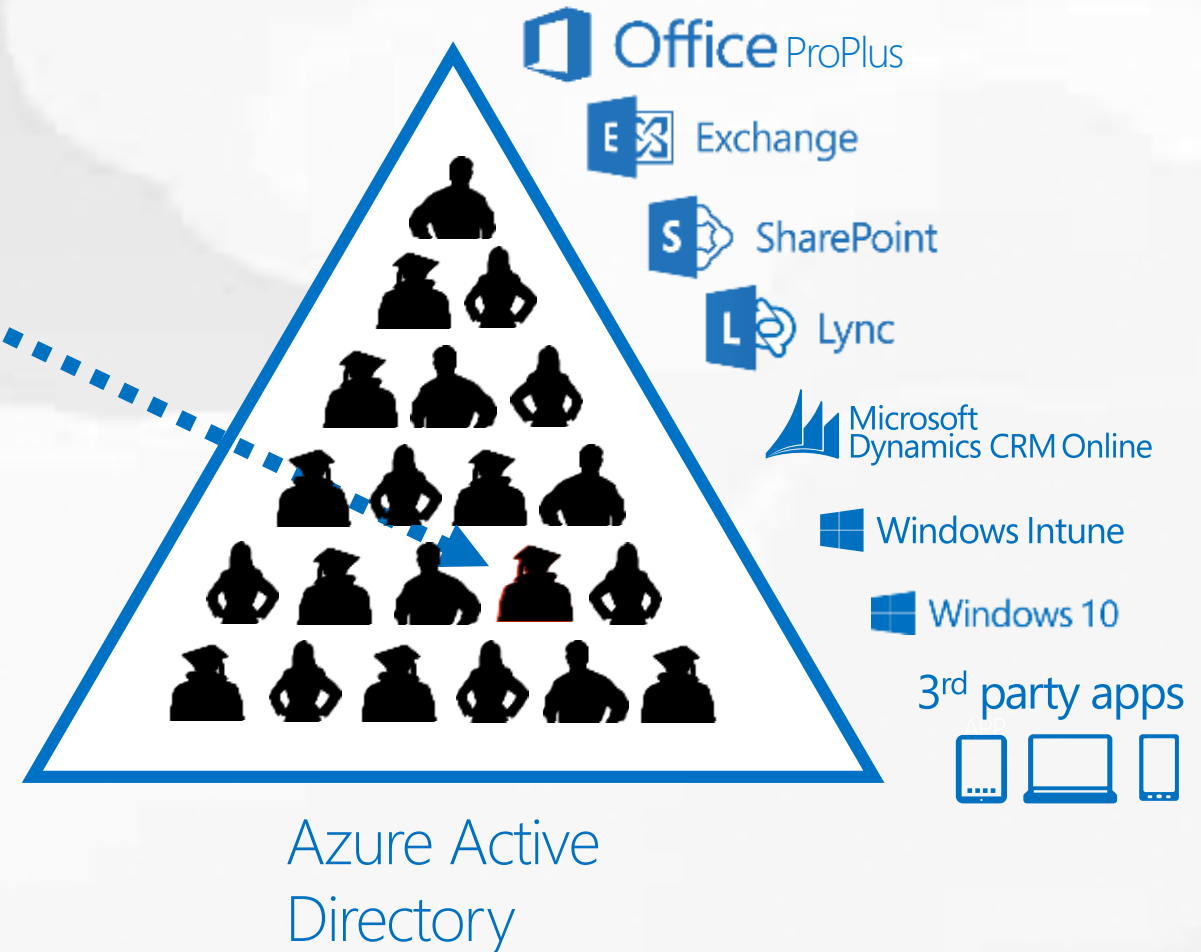 Office ProPlus
E Exchange
S SharePoint
L Lync
Microsoft
Dynamics CRM Online
Windows Intune
Windows 10
3rd party apps
APP
Azure Active
Directory